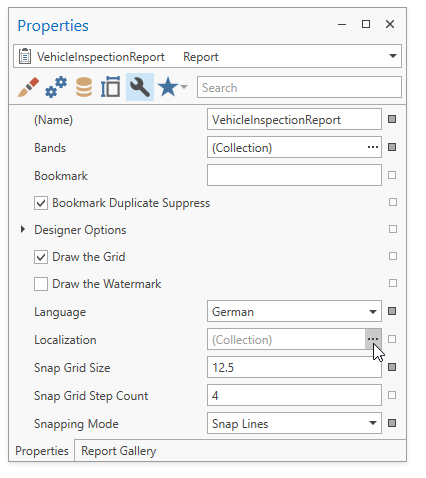 Properties
VehicleInspectionReport Report
Search
(Name) VehicleInspectionReport
Bands (Collection) ...
Bookmark
Bookmark Duplicate Suppress
Designer Options
Draw the Grid
Draw the Watermark
Language German
Localization (Collection) ...
Snap Grid Size 12.5
Snap Grid Step Count 4
Snapping Mode Snap Lines
Properties Report Gallery